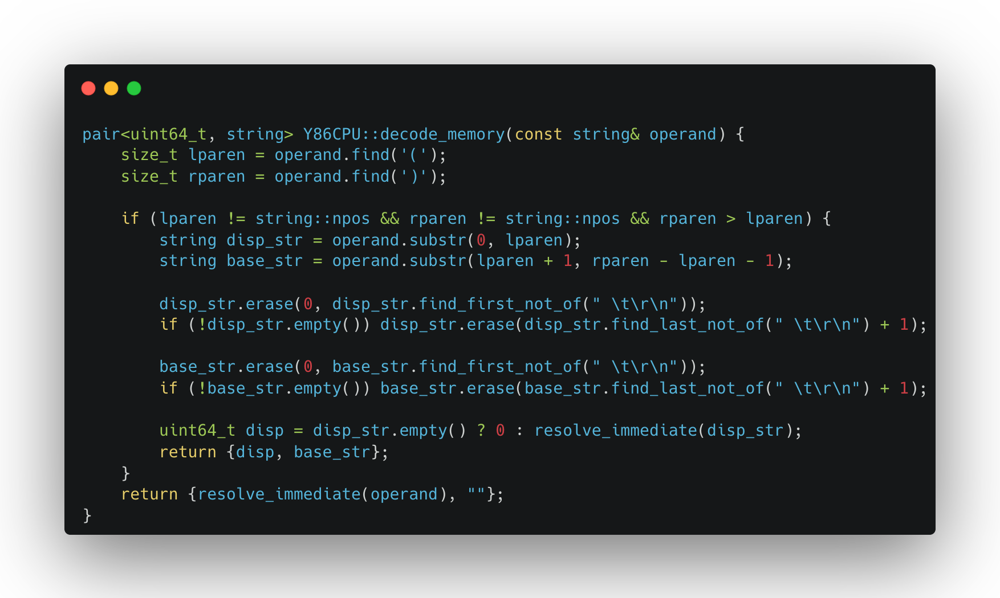 pair<uint64_t, string> Y86CPU::decode_memory(const string& operand) {
    size_t lparen = operand.find('(');
    size_t rparen = operand.find(')');

    if (lparen != string::npos && rparen != string::npos && rparen > lparen) {
        string disp_str = operand.substr(0, lparen);
        string base_str = operand.substr(lparen + 1, rparen - lparen - 1);

        disp_str.erase(0, disp_str.find_first_not_of(" \t\r\n"));
        if (!disp_str.empty()) disp_str.erase(disp_str.find_last_not_of(" \t\r\n") + 1);

        base_str.erase(0, base_str.find_first_not_of(" \t\r\n"));
        if (!base_str.empty()) base_str.erase(base_str.find_last_not_of(" \t\r\n") + 1);

        uint64_t disp = disp_str.empty() ? 0 : resolve_immediate(disp_str);
        return {disp, base_str};
    }
    return {resolve_immediate(operand), ""};
}